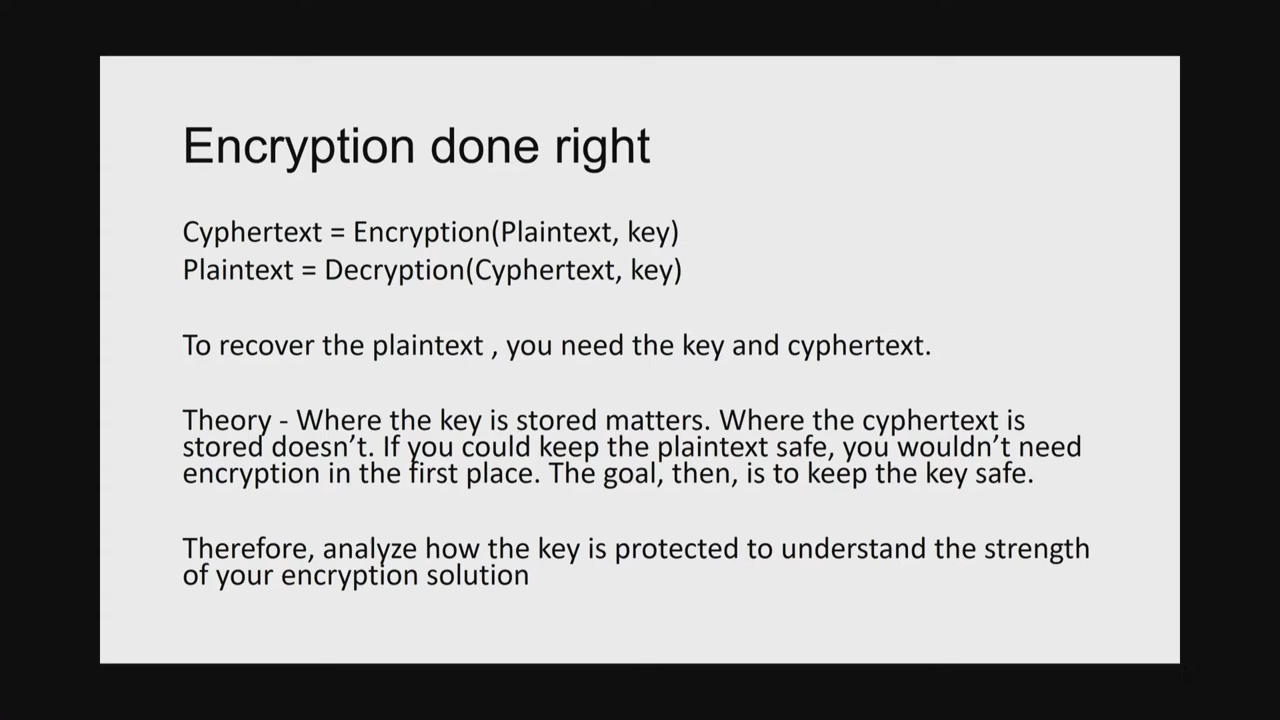 Encryption done right
Cyphertext = Encryption(Plaintext, key)
Plaintext = Decryption(Cyphertext, key)
To recover the plaintext , you need the key and cyphertext.
Theory - Where the key is stored matters. Where the cyphertext is
stored doesn’t. If you could keep the plaintext safe, you wouldn’t need
encryption in the first place. The goal, then, is to keep the key safe.
Therefore, analyze how the key is protected to understand the strength
of your encryption solution